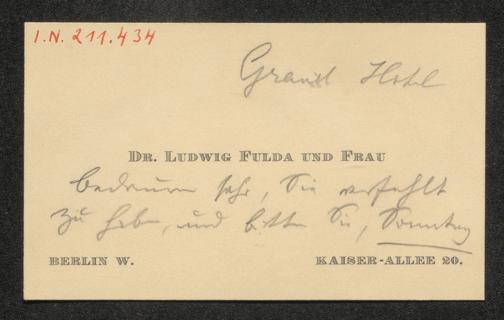 I.N. 211.434
Grand Hotel
DR. LUDWIG FULDA UND FRAU
bedauern sehr, Sie verfehlt
zu haben, und bitten Sie, Sonntag
BERLIN W.
KAISER-ALLEE 20.